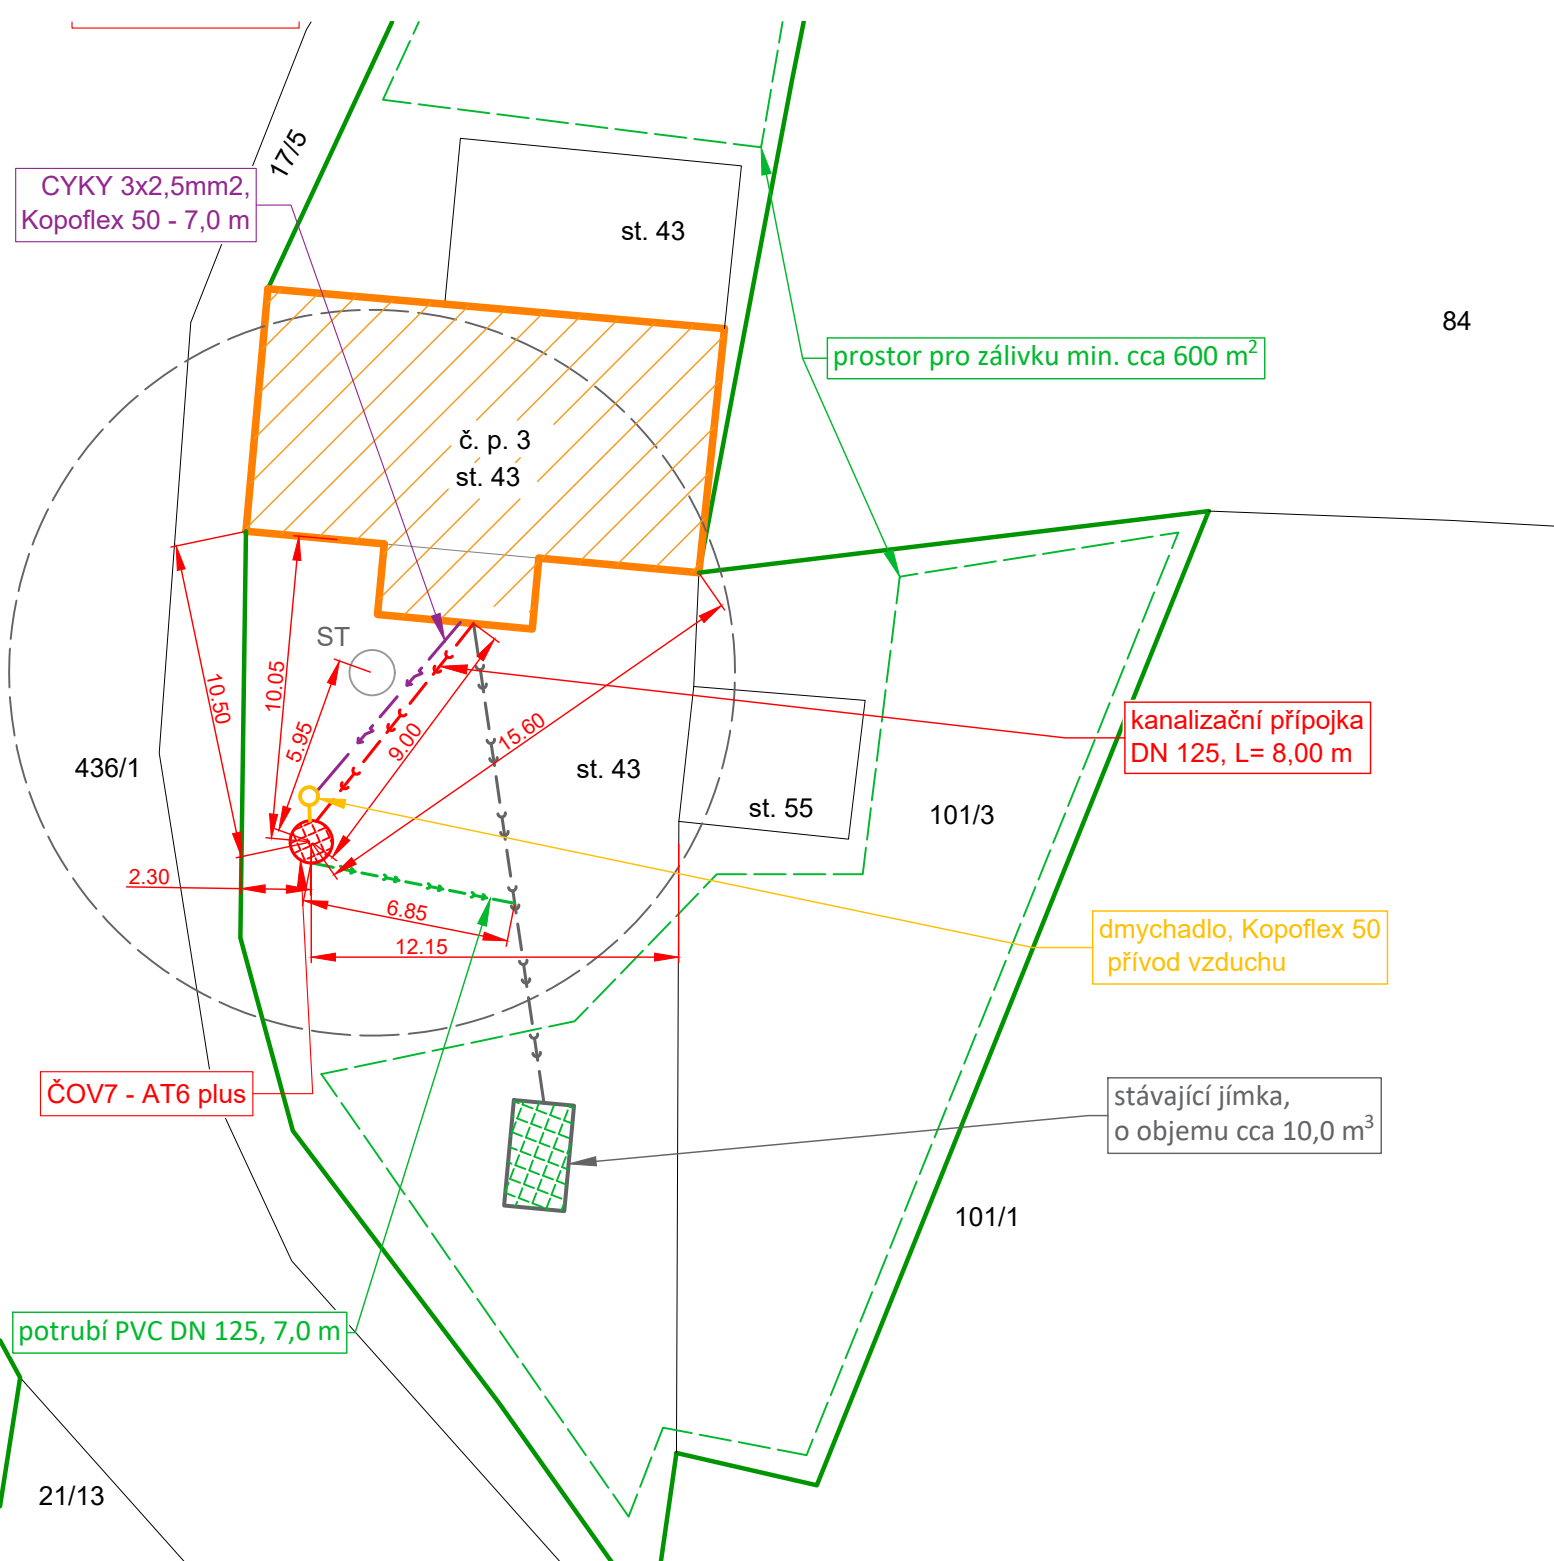 17/5
CYKY 3x2,5mm2,
Kopoflex 50 - 7,0 m
st. 43
84
prostor pro zálivku min. cca 600 m²
č. p. 3
st. 43
ST
10.50
10.05
5.95
9.00
15.60
kanalizační přípojka
DN 125, L= 8,00 m
436/1
st. 43
st. 55
101/3
2.30
6.85
12.15
dmychadlo, Kopoflex 50
přívod vzduchu
ČOV7 - AT6 plus
stávající jímka,
o objemu cca 10,0 m³
101/1
potrubí PVC DN 125, 7,0 m
21/13